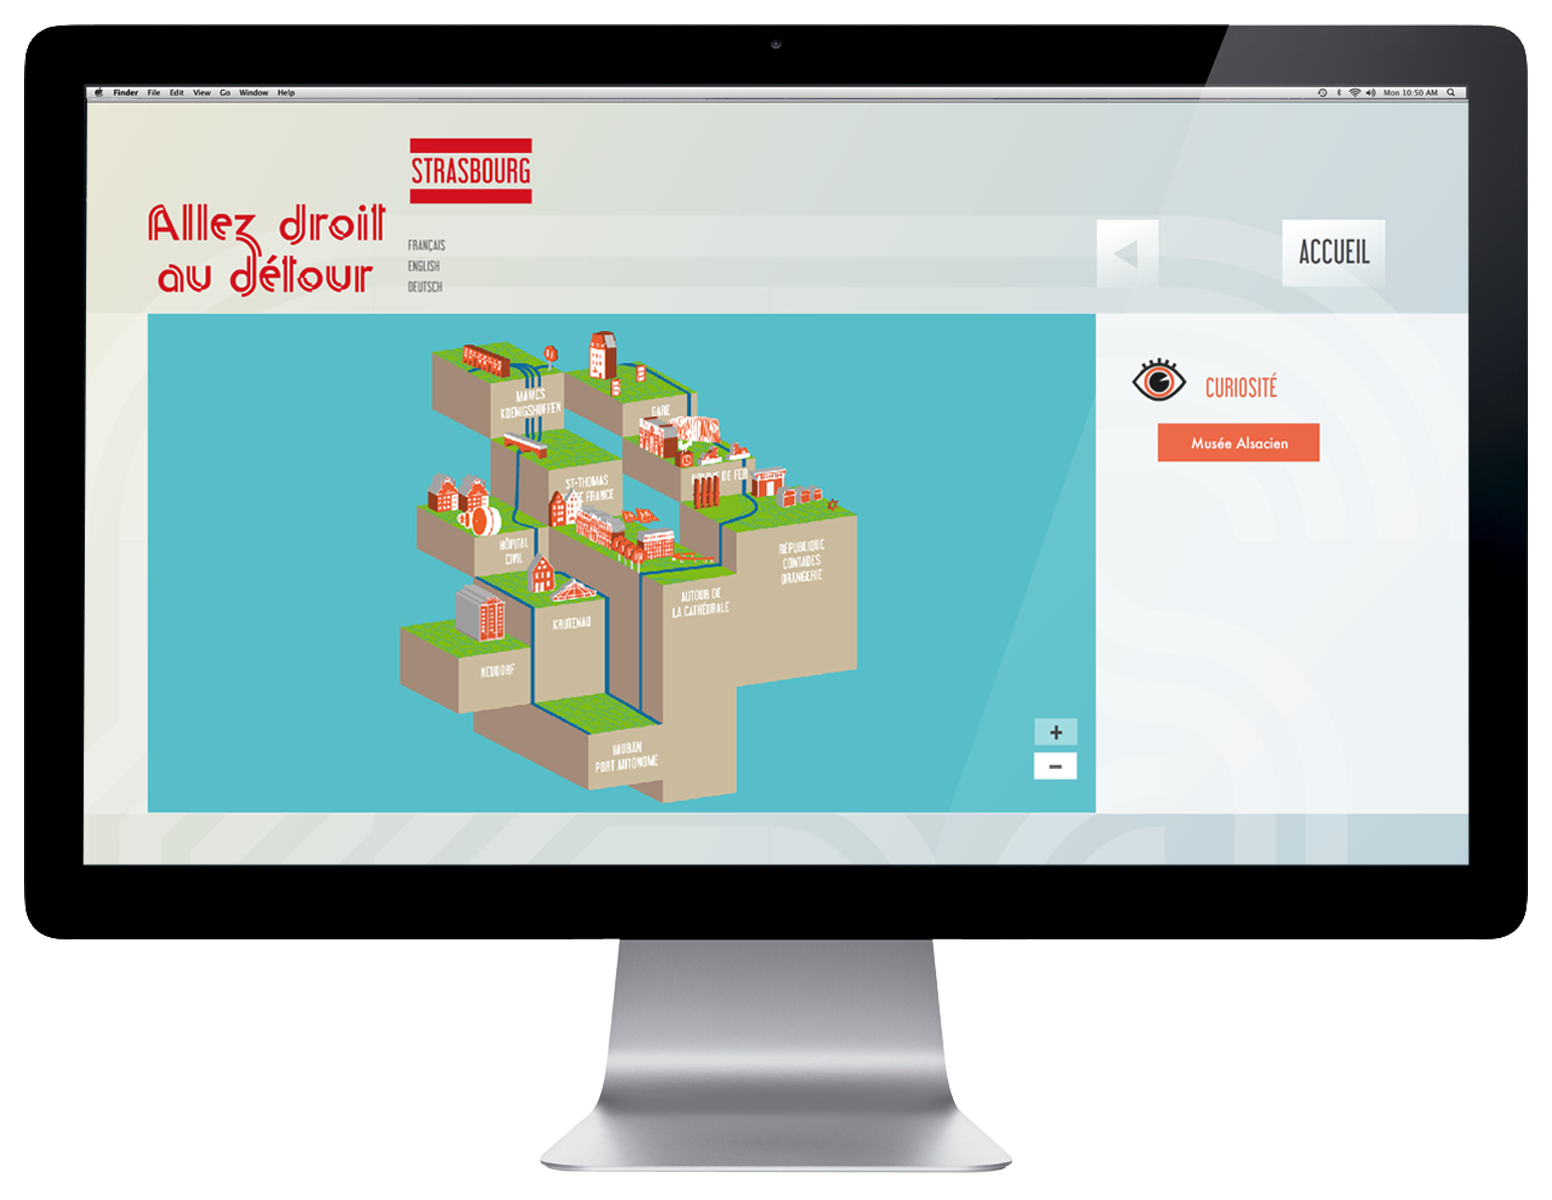 Finder File Edit View Go Window Help
Mon 10:50 AM
STRASBOURG
Allez droit
au détour
FRANÇAIS
ENGLISH
DEUTSCH
ACCUEIL
CURIOSITÉ
Musée Alsacien
MAMCS
KOENIGSHOFFEN
GARE
ST-THOMAS
FRANCE
DE FER
HÔPITAL
CIVIL
RÉPUBLIQUE
CONTADES
ORANGERIE
AUTOUR DE
LA CATHÉDRALE
KRUTENAU
NEUDORF
VAUBAN
PORT AUTONOME
+
−